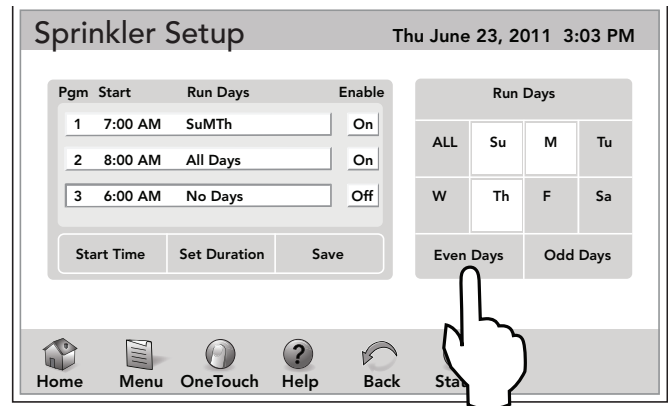 Sprinkler Setup Thu June 23, 2011 3:03 PM
Pgm Start Run Days Enable
1 7:00 AM SuMTh On
2 8:00 AM All Days On
3 6:00 AM No Days Off
Start Time Set Duration Save
Run Days
ALL Su M Tu
W Th F Sa
Even Days Odd Days
Home Menu OneTouch ? Help Back